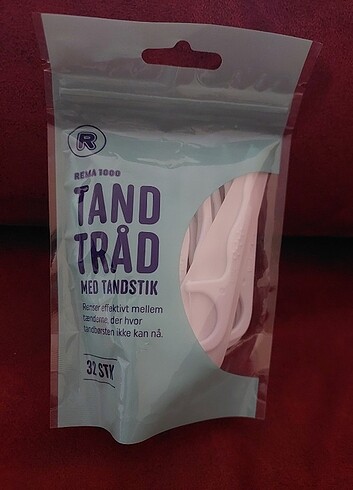 R
REMA 1000
TAND
TRÅD
MED TANDSTIK
Renser effektivt mellem
tænderne, der hvor
tandbørsten ikke kan nå.
32 STK